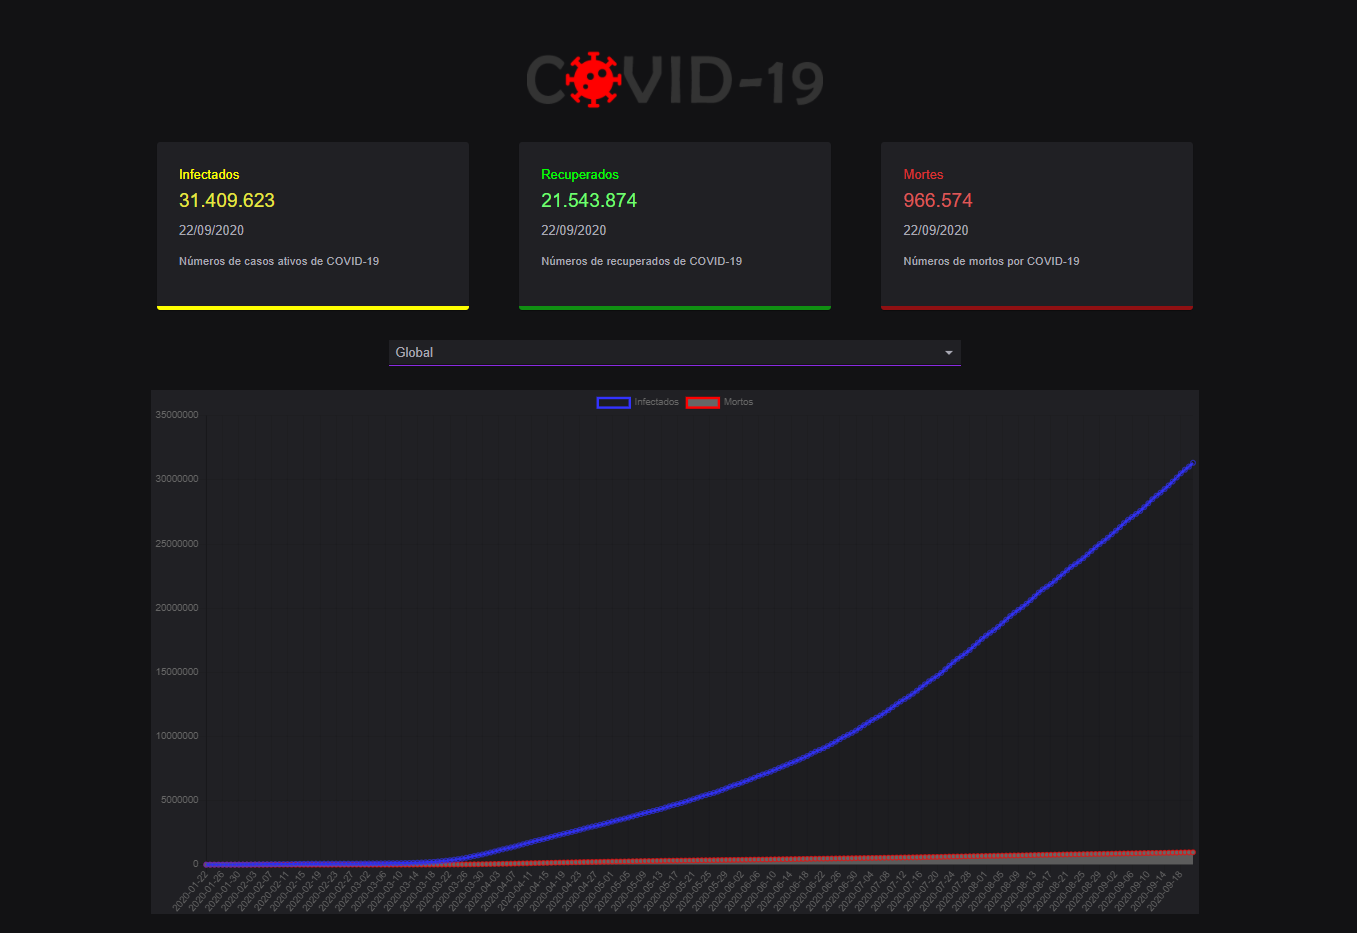 COVID-19
Infectados
31.409.623
22/09/2020
Números de casos ativos de COVID-19
Recuperados
21.543.874
22/09/2020
Números de recuperados de COVID-19
Mortes
966.574
22/09/2020
Números de mortos por COVID-19
Global
Infectados Mortos
35000000
30000000
25000000
20000000
15000000
10000000
5000000
0
2020-01-22 2020-01-26 2020-01-30 2020-02-03 2020-02-07 2020-02-11 2020-02-15 2020-02-19 2020-02-23 2020-02-27 2020-03-02 2020-03-06 2020-03-10 2020-03-14 2020-03-18 2020-03-22 2020-03-26 2020-03-30 2020-04-03 2020-04-07 2020-04-11 2020-04-15 2020-04-19 2020-04-23 2020-04-27 2020-05-01 2020-05-05 2020-05-09 2020-05-13 2020-05-17 2020-05-21 2020-05-25 2020-05-29 2020-06-02 2020-06-06 2020-06-10 2020-06-14 2020-06-18 2020-06-22 2020-06-26 2020-06-30 2020-07-04 2020-07-08 2020-07-12 2020-07-16 2020-07-20 2020-07-24 2020-07-28 2020-08-01 2020-08-05 2020-08-09 2020-08-13 2020-08-17 2020-08-21 2020-08-25 2020-08-29 2020-09-02 2020-09-06 2020-09-10 2020-09-14 2020-09-18